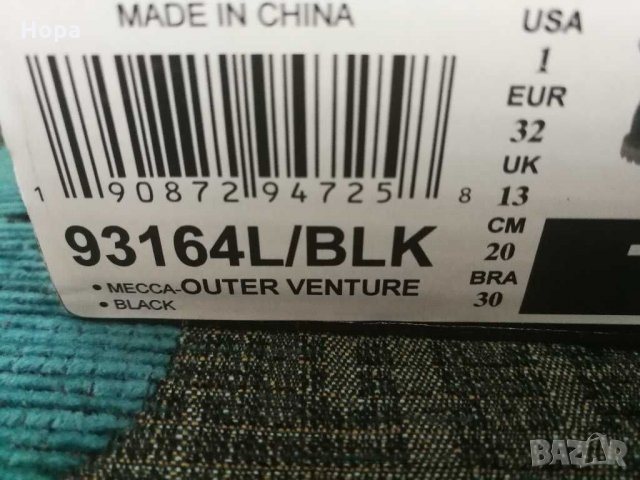 Нора
MADE IN CHINA
1 90872 94725 8
93164L/BLK
• MECCA-OUTER VENTURE
• BLACK
USA
1
EUR
32
UK
13
CM
20
BRA
30
BAZAR